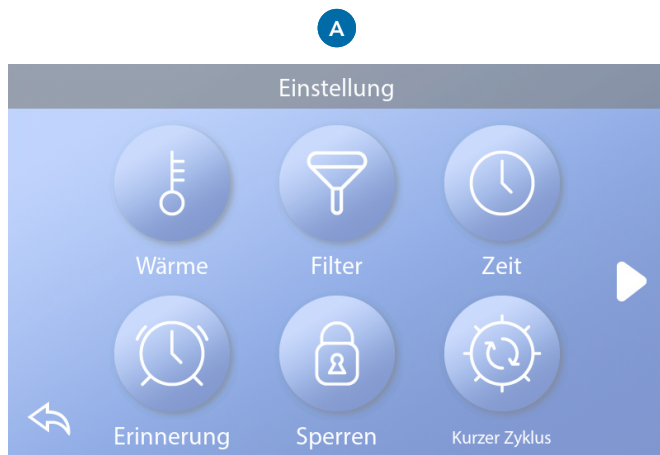 A
Einstellung
Wärme Filter Zeit
Erinnerung Sperren Kurzer Zyklus